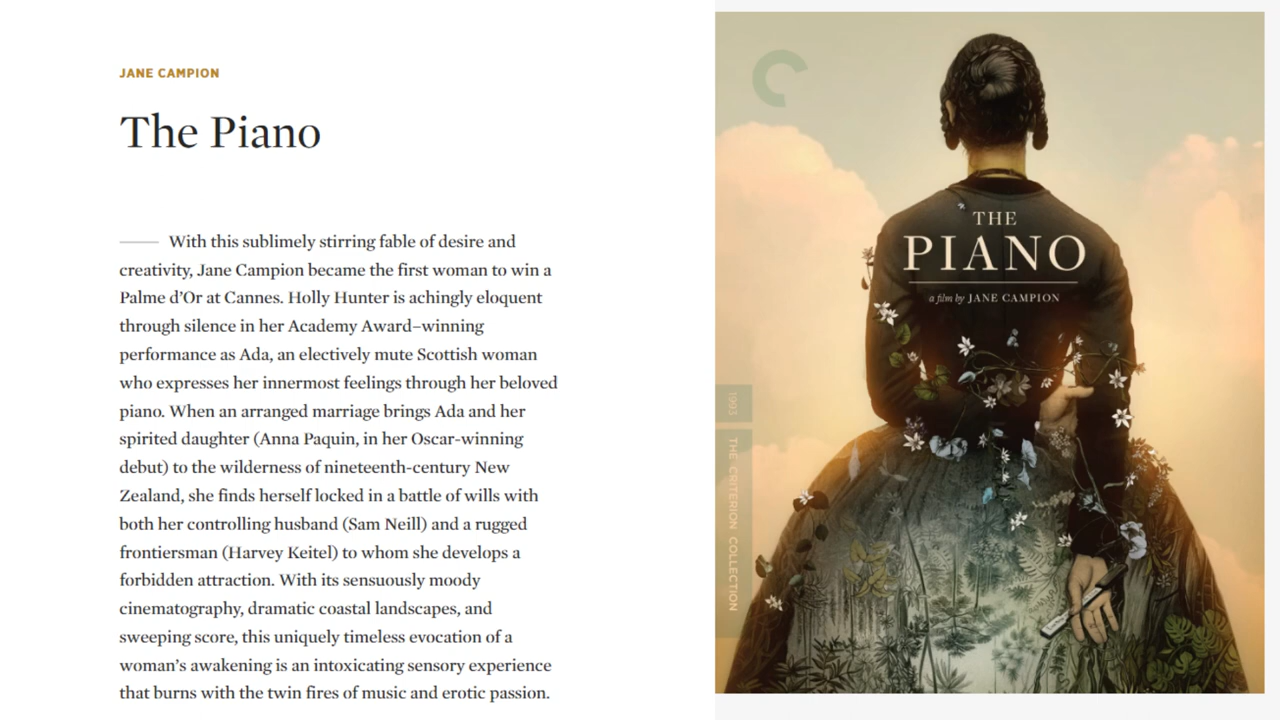 JANE CAMPION
The Piano
With this sublimely stirring fable of desire and
creativity, Jane Campion became the first woman to win a
Palme d’Or at Cannes. Holly Hunter is achingly eloquent
through silence in her Academy Award–winning
performance as Ada, an electively mute Scottish woman
who expresses her innermost feelings through her beloved
piano. When an arranged marriage brings Ada and her
spirited daughter (Anna Paquin, in her Oscar-winning
debut) to the wilderness of nineteenth-century New
Zealand, she finds herself locked in a battle of wills with
both her controlling husband (Sam Neill) and a rugged
frontiersman (Harvey Keitel) to whom she develops a
forbidden attraction. With its sensuously moody
cinematography, dramatic coastal landscapes, and
sweeping score, this uniquely timeless evocation of a
woman’s awakening is an intoxicating sensory experience
that burns with the twin fires of music and erotic passion.
THE
PIANO
a film by JANE CAMPION
1993
THE CRITERION COLLECTION